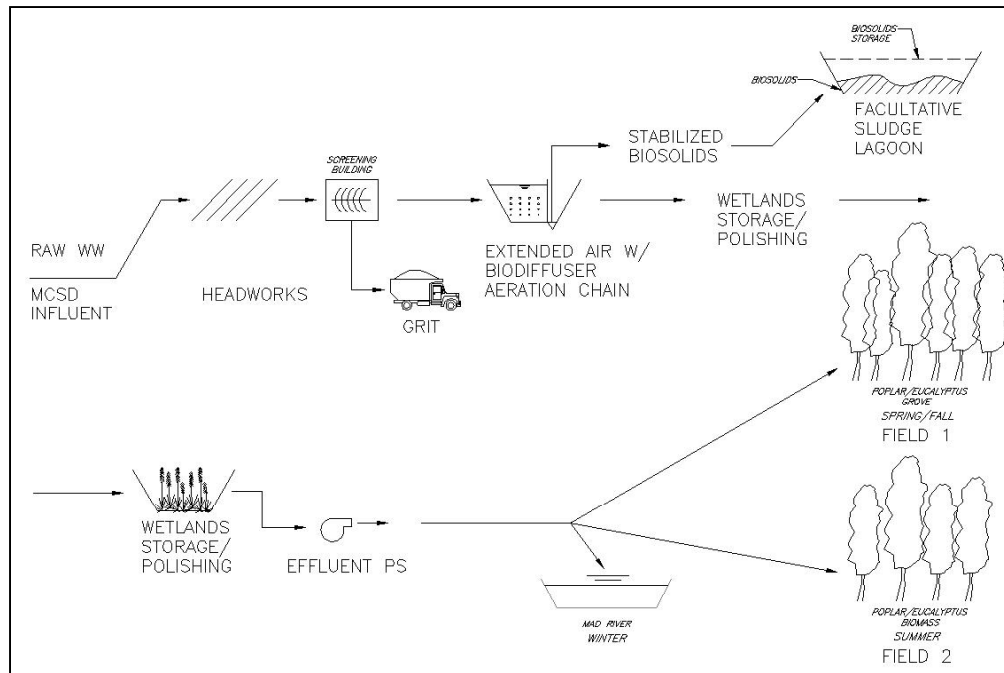 BIOSOLIDS
STORAGE
BIOSOLIDS
FACULTATIVE
SLUDGE
LAGOON
STABILIZED
BIOSOLIDS
SCREENING
BUILDING
RAW WW
MCSD
INFLUENT
HEADWORKS
GRIT
EXTENDED AIR W/
BIODIFFUSER
AERATION CHAIN
WETLANDS
STORAGE/
POLISHING
POPLAR/EUCALYPTUS
GROVE
SPRING/FALL
FIELD 1
WETLANDS
STORAGE/
POLISHING
EFFLUENT PS
MAD RIVER
WINTER
POPLAR/EUCALYPTUS
BIOMASS
SUMMER
FIELD 2